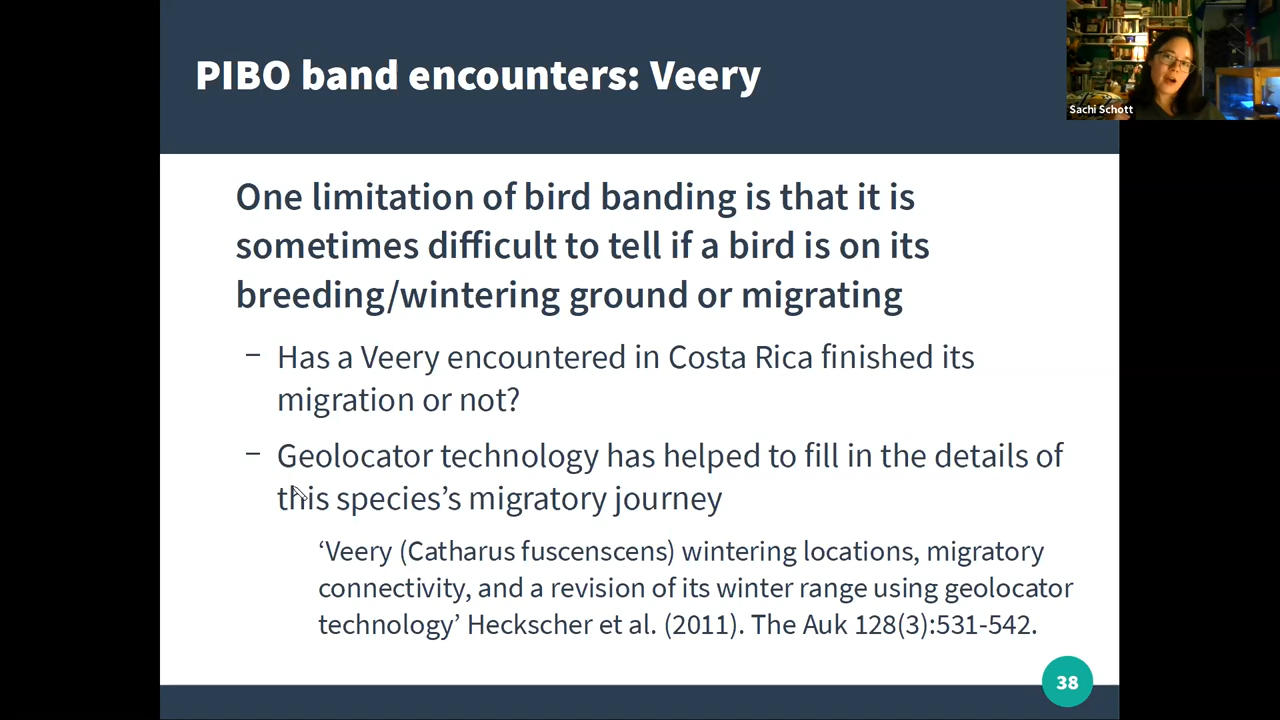 PIBO band encounters: Veery
Sachi Schott
One limitation of bird banding is that it is
sometimes difficult to tell if a bird is on its
breeding/wintering ground or migrating
– Has a Veery encountered in Costa Rica finished its
migration or not?
– Geolocator technology has helped to fill in the details of
this species’s migratory journey
‘Veery (Catharus fuscenscens) wintering locations, migratory
connectivity, and a revision of its winter range using geolocator
technology’ Heckscher et al. (2011). The Auk 128(3):531-542.
38